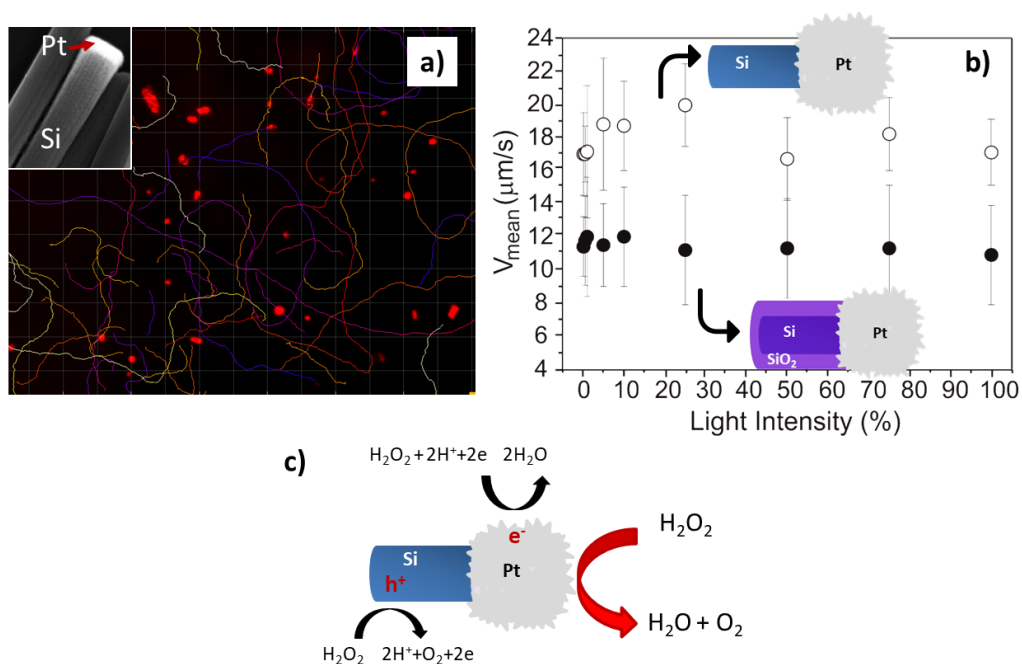 Pt
Si
a)
24
22
20
18
16
14
12
10
8
6
4
V_mean (μm/s)
b)
Si
Pt
Si
SiO₂
Pt
0 10 20 30 40 50 60 70 80 90 100
Light Intensity (%)
c)
H₂O₂ + 2H⁺+2e 2H₂O
Si
h⁺
e⁻
Pt
H₂O₂
H₂O + O₂
H₂O₂ 2H⁺+O₂+2e